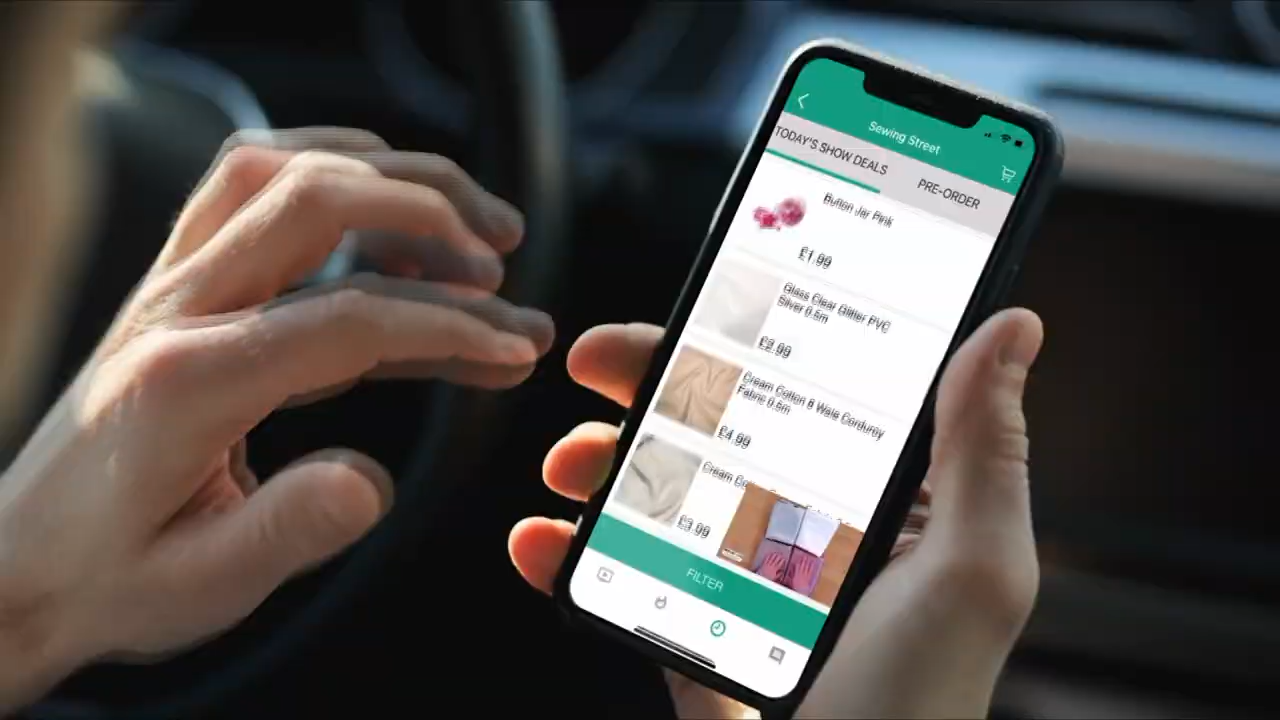 Sewing Street
TODAY'S SHOW DEALS
PRE-ORDER
Button Jar Pink
£1.99
Glass Clear Glitter PVC
Silver 0.5m
£2.99
Cream Cotton 8 Wale Corduroy
Fabric 0.5m
£4.99
Cream
£3.99
FILTER